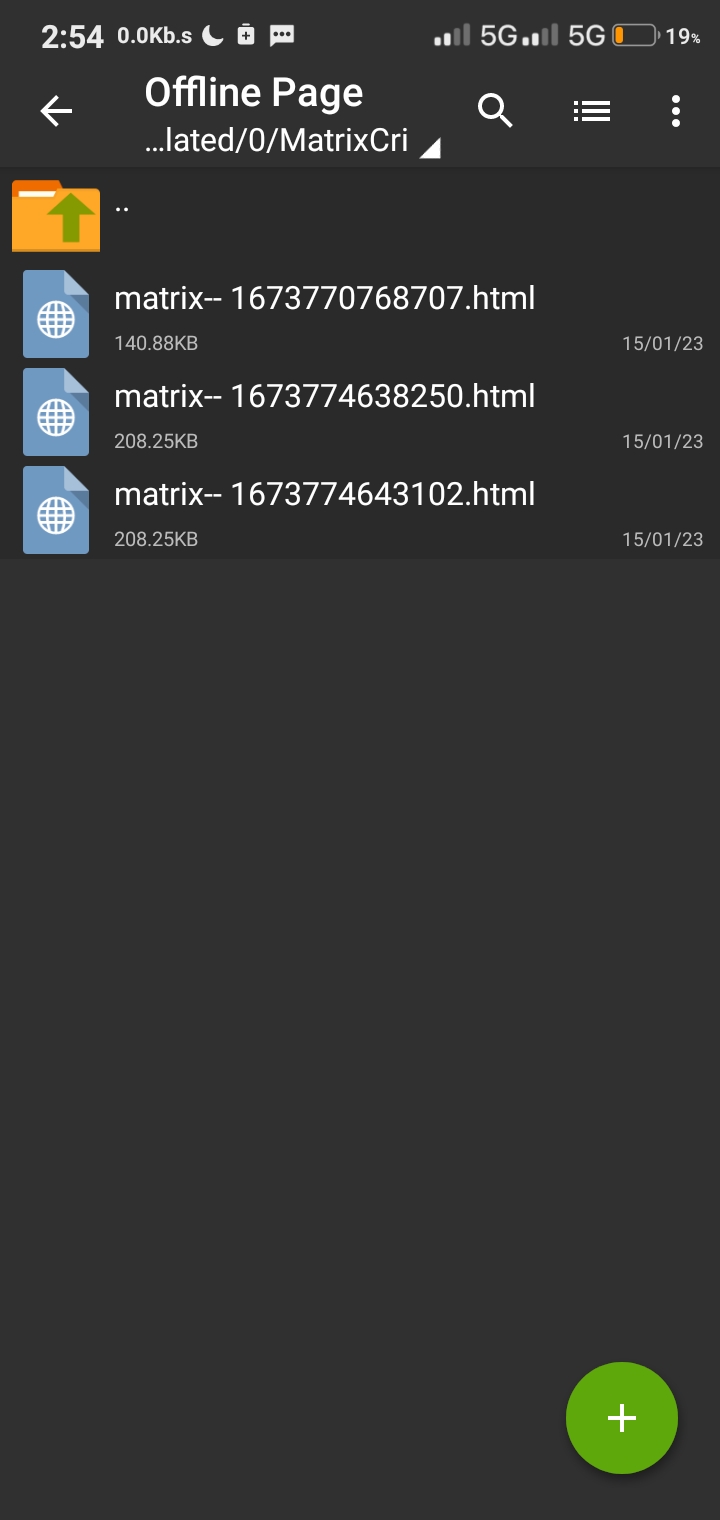 2:54 0.0Kb.s 5G 5G 19%
Offline Page
...lated/0/MatrixCri
..
matrix-- 1673770768707.html
140.88KB 15/01/23
matrix-- 1673774638250.html
208.25KB 15/01/23
matrix-- 1673774643102.html
208.25KB 15/01/23